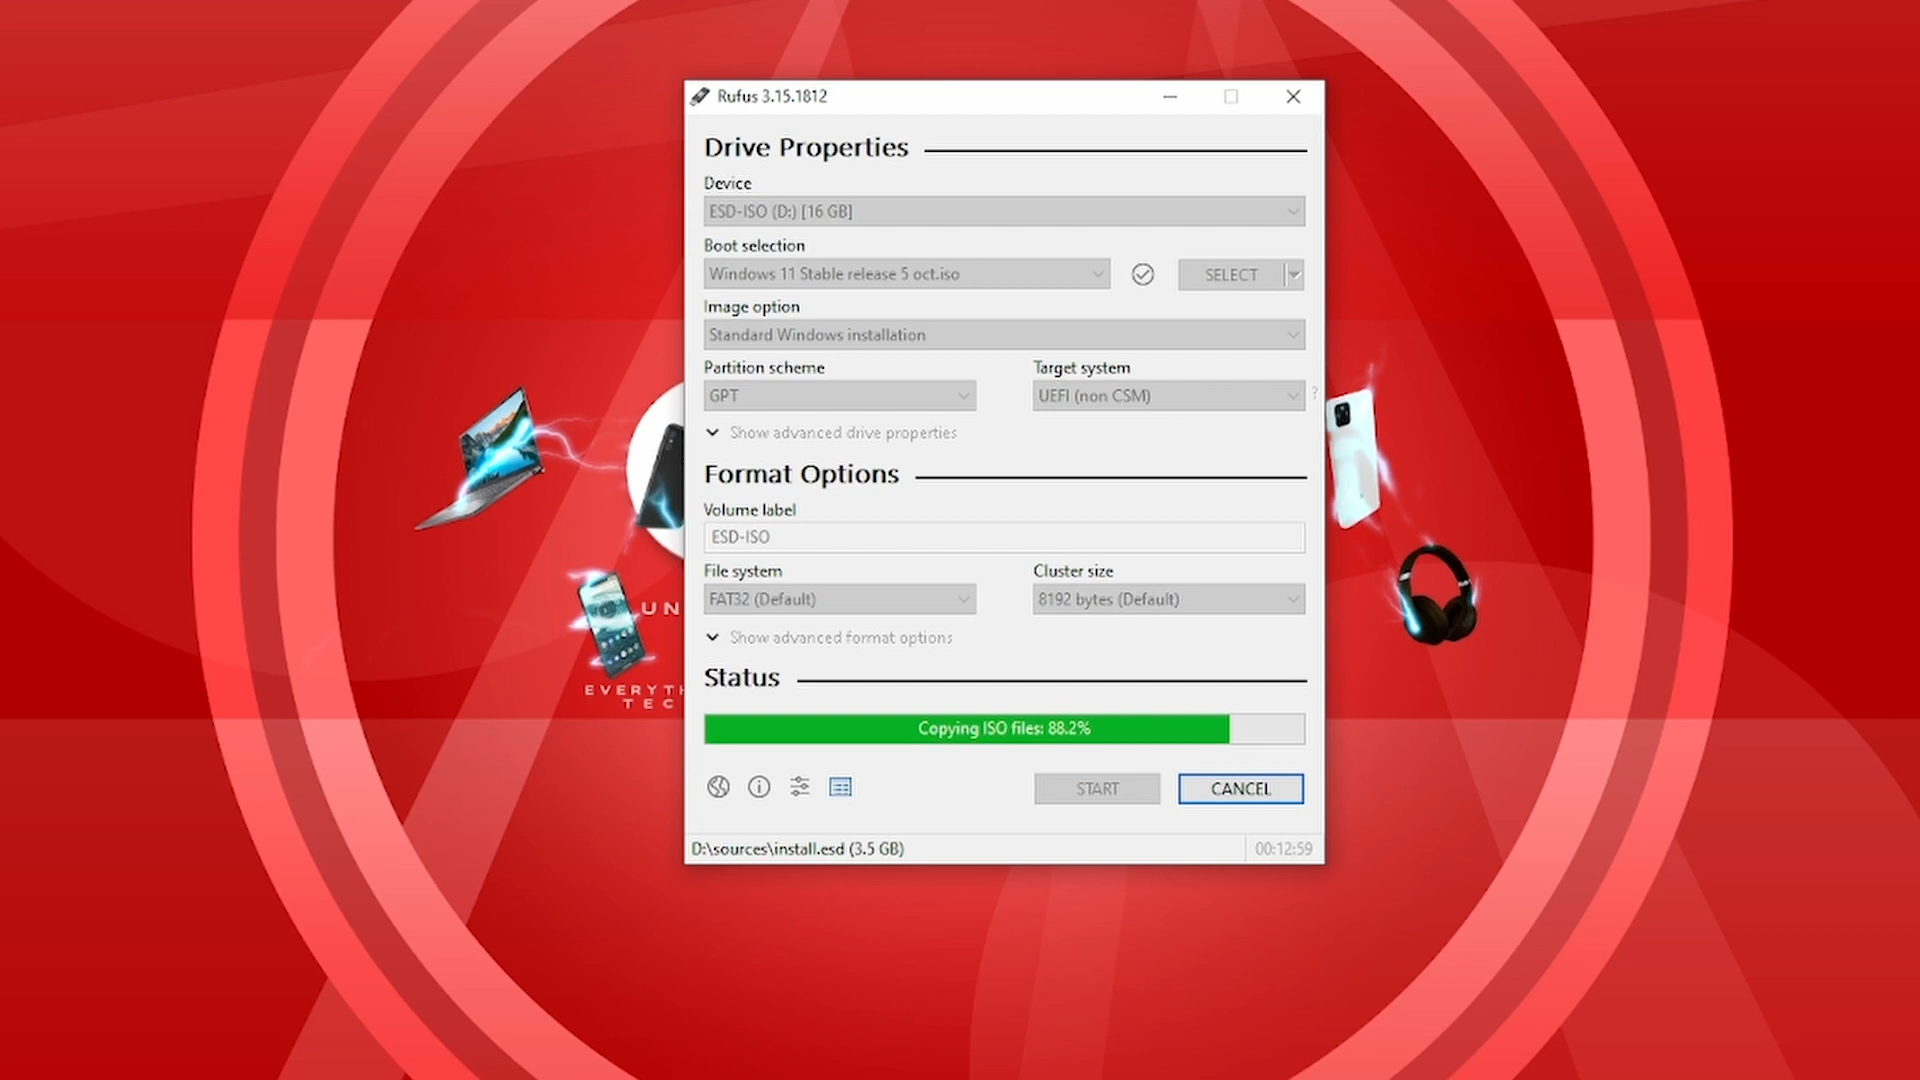 Rufus 3.15.1812
Drive Properties
Device
ESD-ISO (D:) [16 GB]
Boot selection
Windows 11 Stable release 5 oct.iso
SELECT
Image option
Standard Windows installation
Partition scheme
Target system
GPT
UEFI (non CSM)
?
Show advanced drive properties
Format Options
Volume label
ESD-ISO
File system
Cluster size
FAT32 (Default)
8192 bytes (Default)
Show advanced format options
Status
Copying ISO files: 88.2%
START
CANCEL
D:\sources\install.esd (3.5 GB)
00:12:59
UN
EVERYTH
TEC